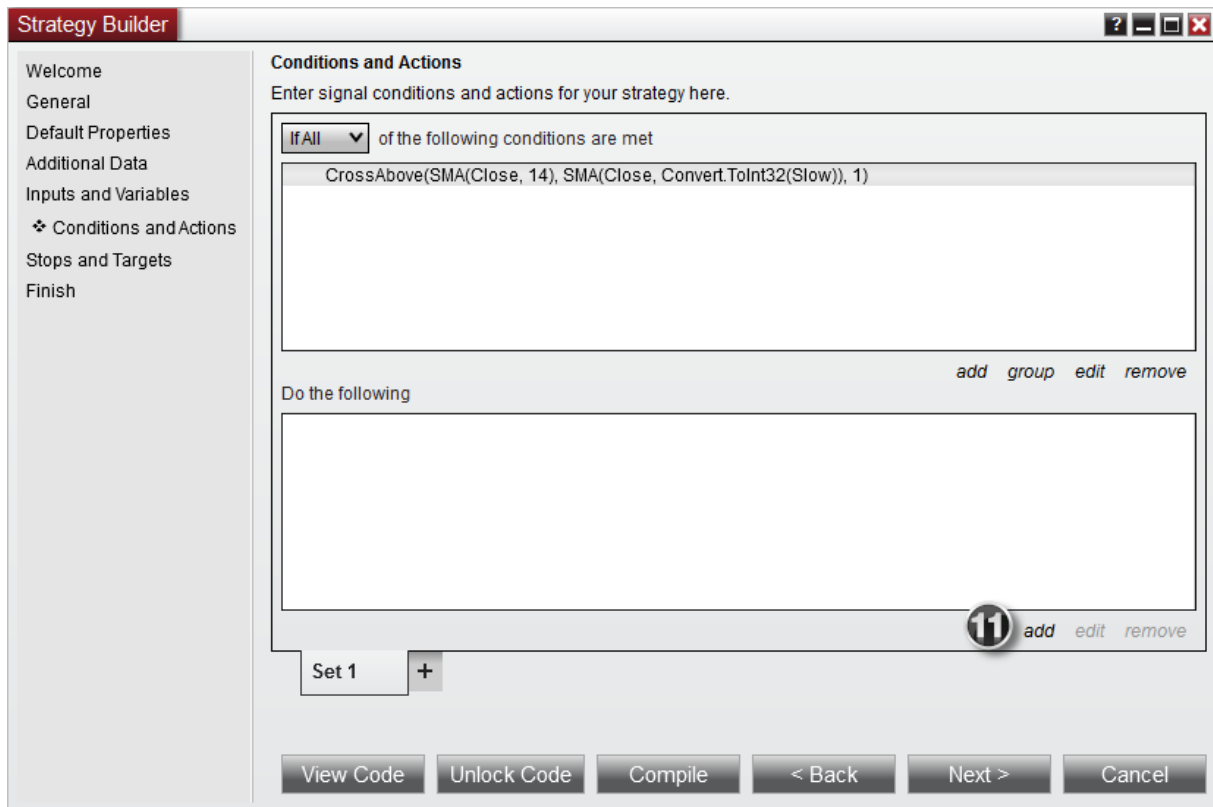 Strategy Builder
?
Welcome
General
Default Properties
Additional Data
Inputs and Variables
Conditions and Actions
Stops and Targets
Finish
Conditions and Actions
Enter signal conditions and actions for your strategy here.
If All of the following conditions are met
CrossAbove(SMA(Close, 14), SMA(Close, Convert.ToInt32(Slow)), 1)
add group edit remove
Do the following
11 add edit remove
Set 1 +
View Code Unlock Code Compile < Back Next > Cancel